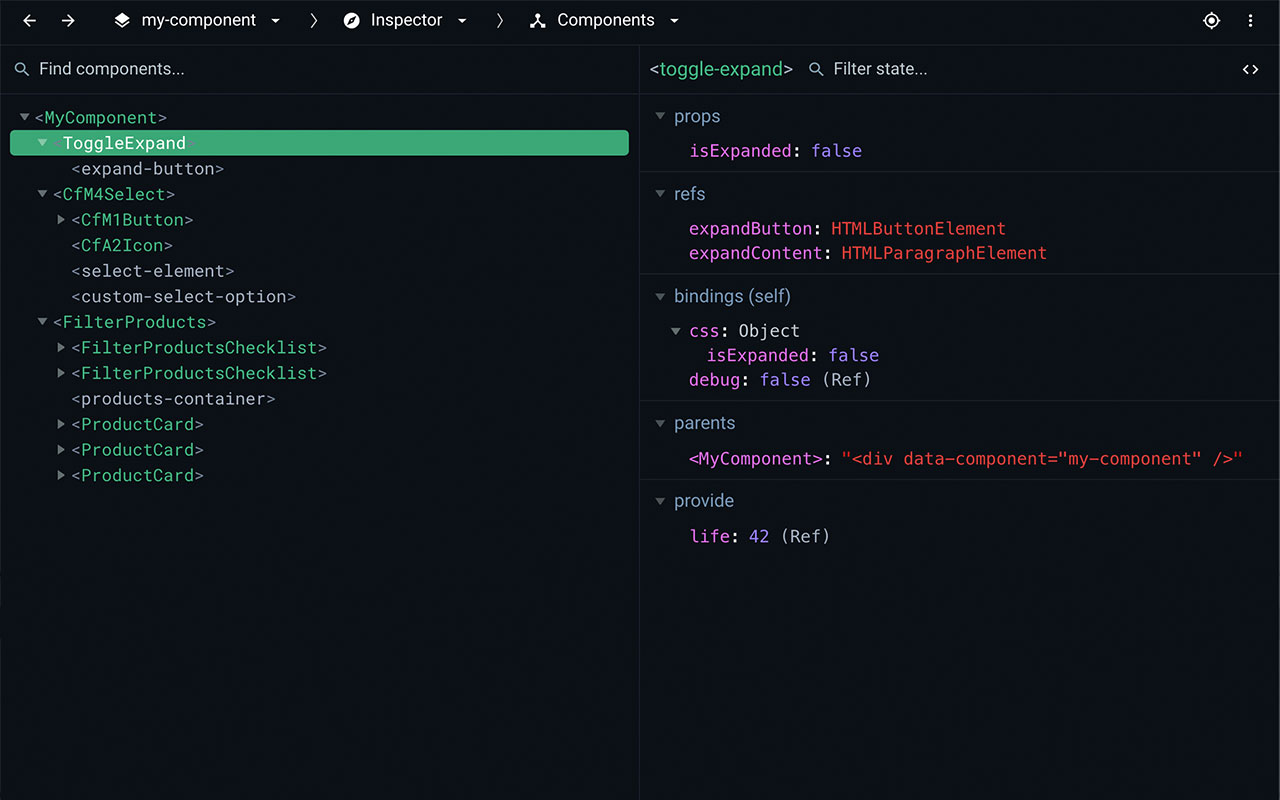 my-component Inspector Components
Find components...
<MyComponent>
ToggleExpand
<expand-button>
<CfM4Select>
<CfM1Button>
<CfA2Icon>
<select-element>
<custom-select-option>
<FilterProducts>
<FilterProductsChecklist>
<FilterProductsChecklist>
<products-container>
<ProductCard>
<ProductCard>
<ProductCard>
<toggle-expand> Filter state...
props
isExpanded: false
refs
expandButton: HTMLButtonElement
expandContent: HTMLParagraphElement
bindings (self)
css: Object
isExpanded: false
debug: false (Ref)
parents
<MyComponent>: "<div data-component="my-component" />"
provide
life: 42 (Ref)